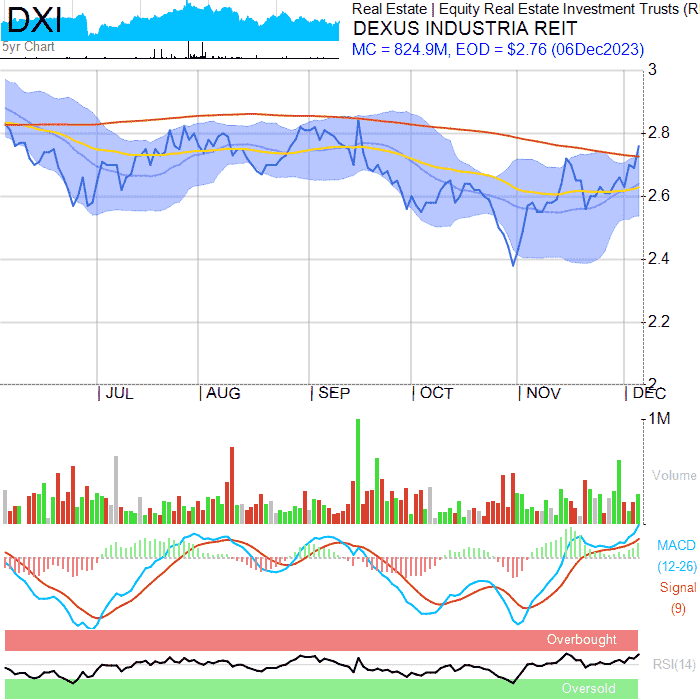 DXI
5yr Chart
Real Estate | Equity Real Estate Investment Trusts (R
DEXUS INDUSTRIA REIT
MC = 824.9M, EOD = $2.76 (06Dec2023)
3
2.8
2.6
2.4
2.2
2
JUL AUG SEP OCT NOV DEC
1M
Volume
MACD
(12-26)
Signal
(9)
Overbought
RSI(14)
Oversold